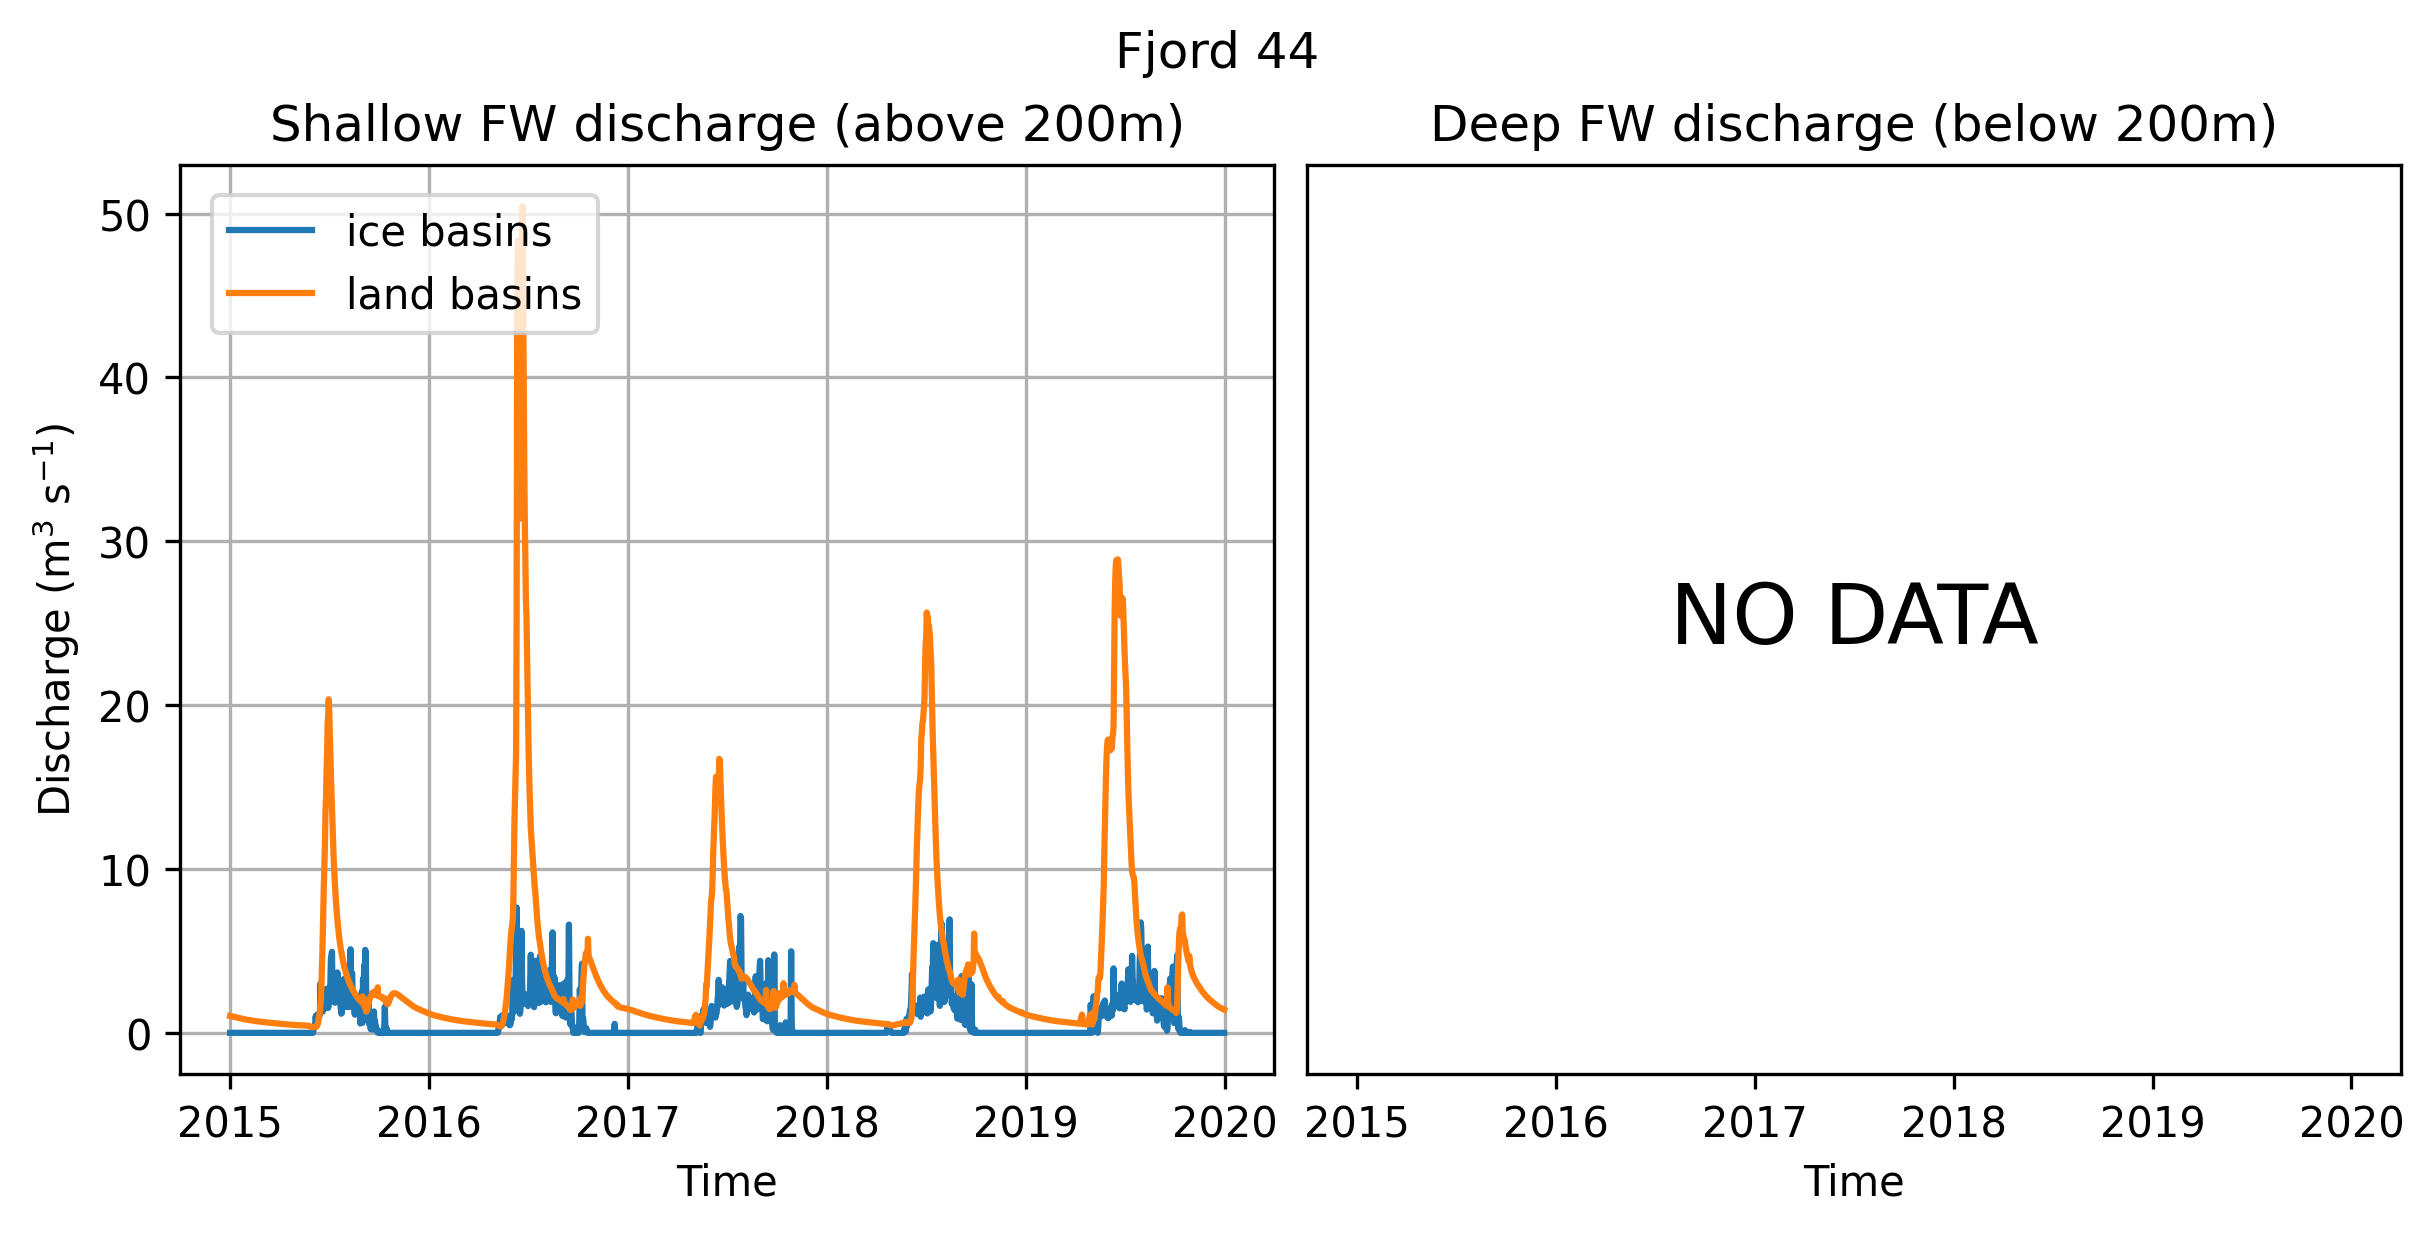 Fjord 44
Shallow FW discharge (above 200m)
Deep FW discharge (below 200m)
ice basins
land basins
50
40
30
20
10
0
Discharge (m³ s⁻¹)
NO DATA
2015 2016 2017 2018 2019 2020
2015 2016 2017 2018 2019 2020
Time
Time